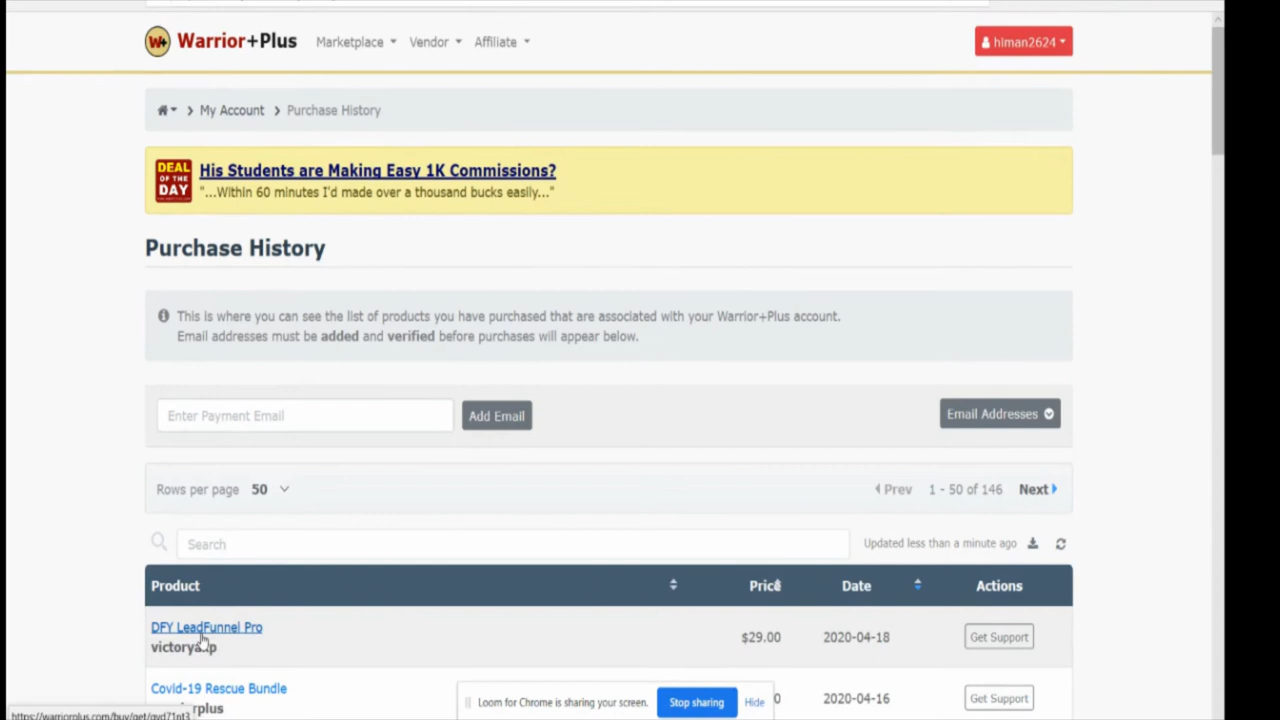 Warrior+Plus Marketplace Vendor Affiliate himan2624
My Account Purchase History
DEAL OF THE DAY
His Students are Making Easy 1K Commissions?
"...Within 60 minutes I'd made over a thousand bucks easily..."
Purchase History
This is where you can see the list of products you have purchased that are associated with your Warrior+Plus account.
Email addresses must be added and verified before purchases will appear below.
Enter Payment Email Add Email Email Addresses
Rows per page 50 Prev 1 - 50 of 146 Next
Search Updated less than a minute ago
Product Price Date Actions
DFY LeadFunnel Pro
$29.00 2020-04-18 Get Support
Covid-19 Rescue Bundle
2020-04-16 Get Support
Loom for Chrome is sharing your screen. Stop sharing Hide